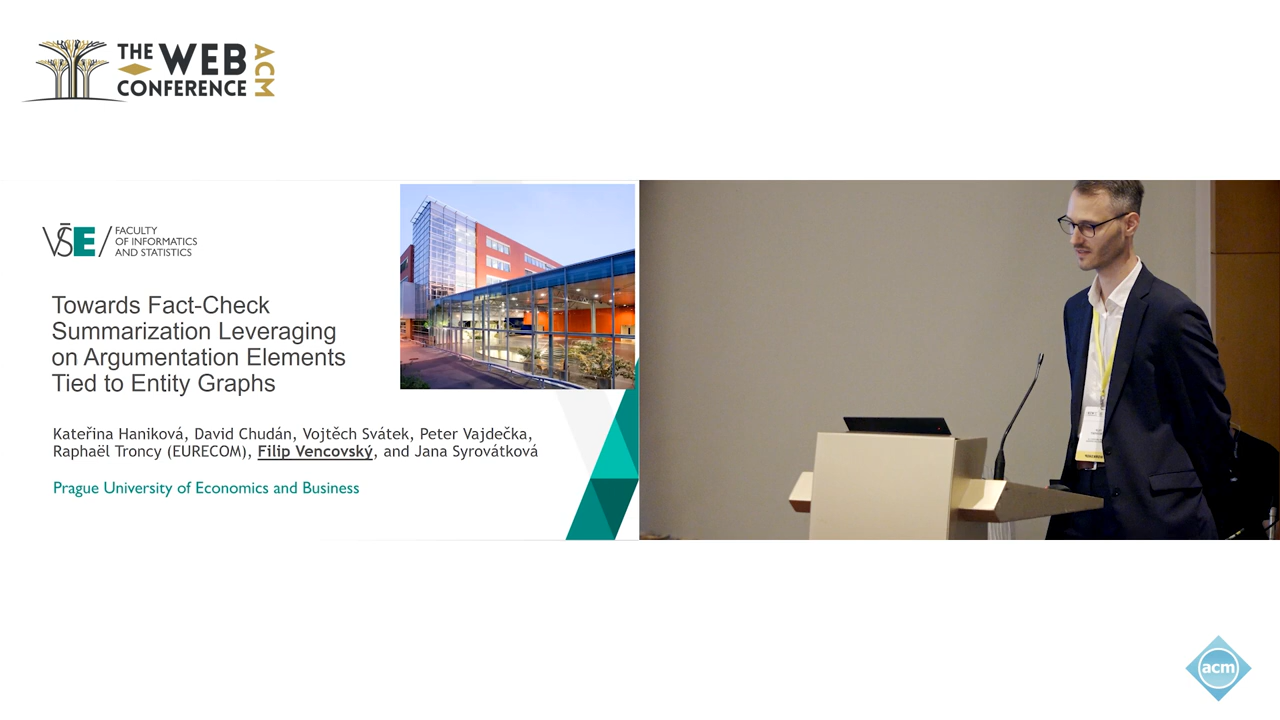 THE WEB
CONFERENCE
ACM
VŠE
FACULTY
OF INFORMATICS
AND STATISTICS
Towards Fact-Check
Summarization Leveraging
on Argumentation Elements
Tied to Entity Graphs
Kateřina Haniková, David Chudán, Vojtěch Svátek, Peter Vajdečka,
Raphaël Troncy (EURECOM), Filip Vencovský, and Jana Syrovátková
Prague University of Economics and Business
acm